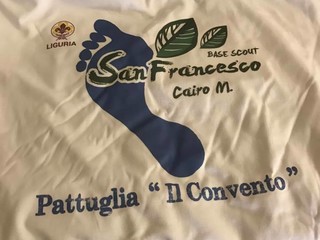 LIGURIA
BASE SCOUT
San Francesco
Cairo M.
Pattuglia "Il Convento"